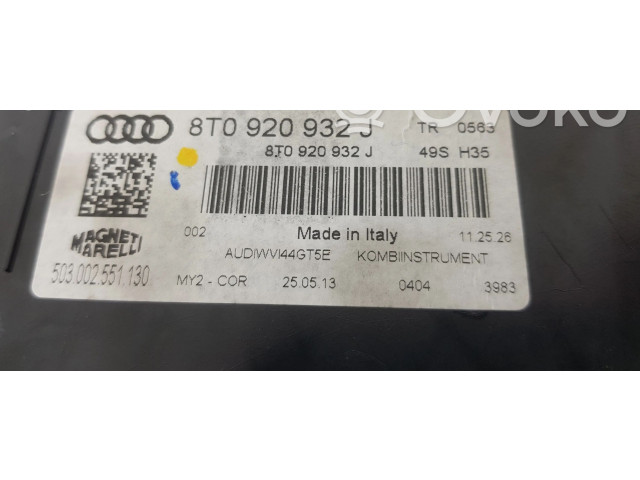 8T0 920 932 J TR 0563
8T0 920 932 J 49S H35
002 Made in Italy 11.25.26
MAGNETI
MARELLI
AUDIWVI44GT5E KOMBIINSTRUMENT
503.002.551.130
MY2 - COR 25.05.13 0404 3983